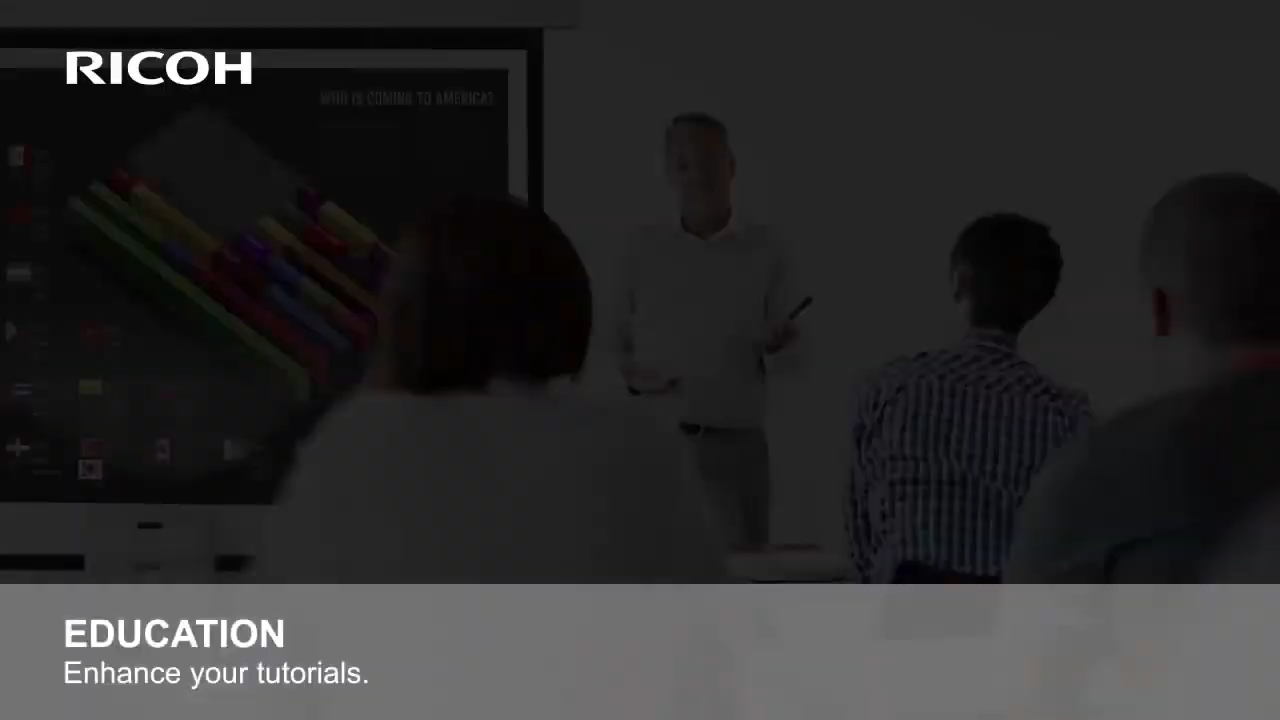 RICOH
WHO IS COMING TO AMERICA?
EDUCATION
Enhance your tutorials.